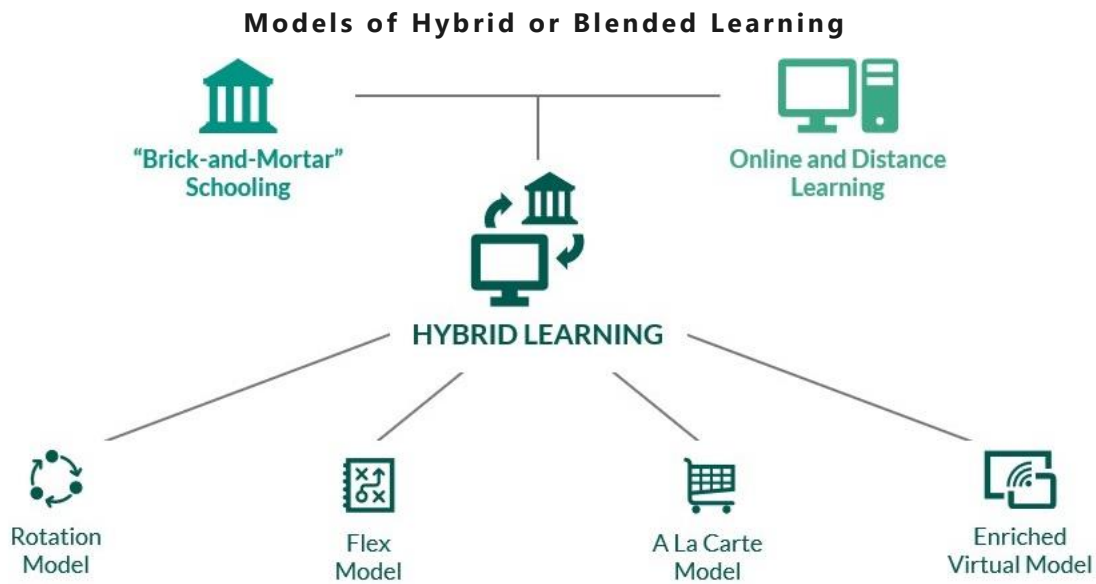 Models of Hybrid or Blended Learning
“Brick-and-Mortar”
Schooling
Online and Distance
Learning
HYBRID LEARNING
Rotation
Model
Flex
Model
A La Carte
Model
Enriched
Virtual Model